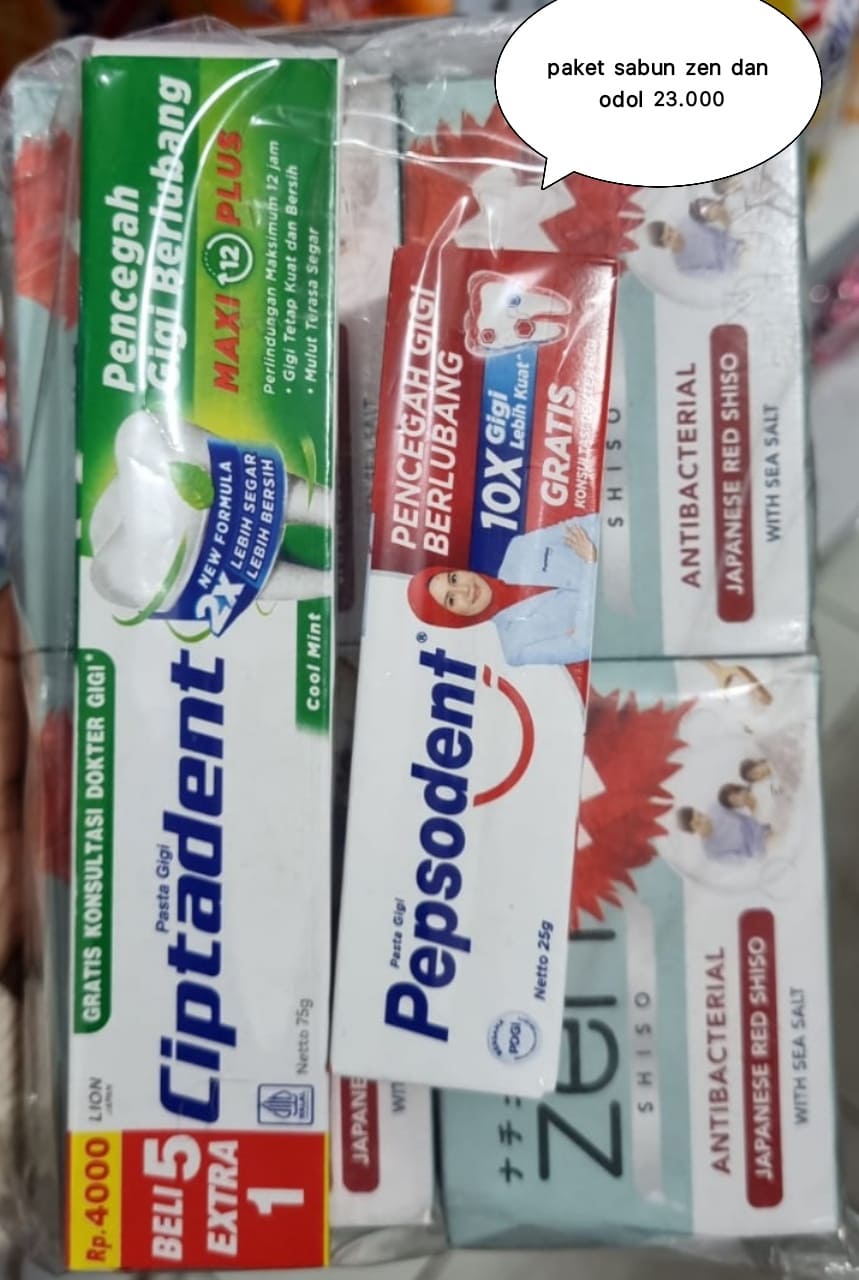 paket sabun zen dan
odol 23.000
Pencegah
Gigi Berlubang
MAXI 12 PLUS
Perlindungan Maksimum 12 jam
• Gigi Tetap Kuat dan Bersih
• Mulut Terasa Segar
NEW FORMULA
2X LEBIH SEGAR
LEBIH BERSIH
Cool Mint
GRATIS KONSULTASI DOKTER GIGI*
Pasta Gigi
Ciptadent
Netto 75g
LION
JAPAN
HALAL
Rp.4000
BELI 5
EXTRA
1
PENCEGAH GIGI
BERLUBANG
10X Gigi
Lebih Kuat^
GRATIS
Pasta Gigi
Pepsodent®
Netto 25g
PDGI
SHISO
ANTIBACTERIAL
JAPANESE RED SHISO
WITH SEA SALT
zen
SHISO
ANTIBACTERIAL
JAPANESE RED SHISO
WITH SEA SALT
JAPANE
WIT